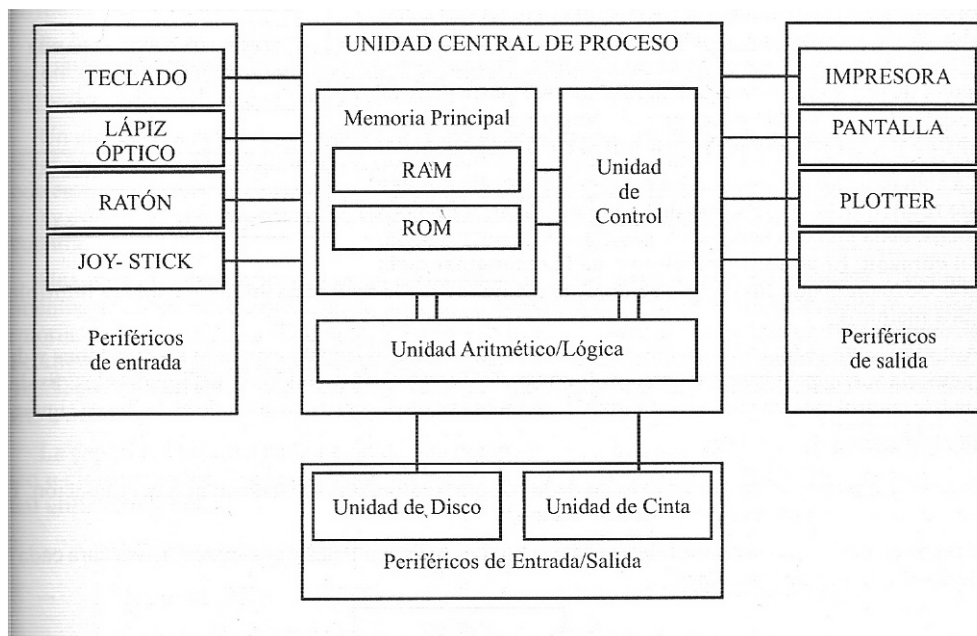 UNIDAD CENTRAL DE PROCESO
TECLADO
LÁPIZ
ÓPTICO
RATÓN
JOY- STICK
Periféricos
de entrada
Memoria Principal
RAM
ROM
Unidad
de
Control
Unidad Aritmético/Lógica
IMPRESORA
PANTALLA
PLOTTER
Periféricos
de salida
Unidad de Disco
Unidad de Cinta
Periféricos de Entrada/Salida